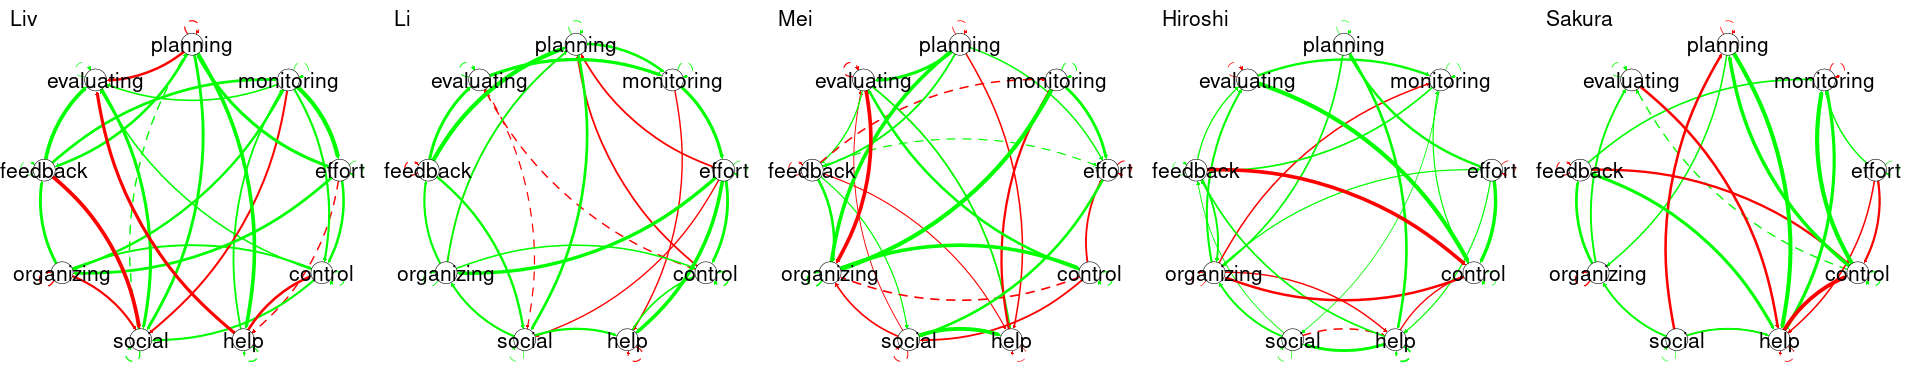 Liv
planning
evaluating
monitoring
feedback
effort
organizing
control
social
help
Li
planning
evaluating
monitoring
feedback
effort
organizing
control
social
help
Mei
planning
evaluating
monitoring
feedback
effort
organizing
control
social
help
Hiroshi
planning
evaluating
monitoring
feedback
effort
organizing
control
social
help
Sakura
planning
evaluating
monitoring
feedback
effort
organizing
control
social
help